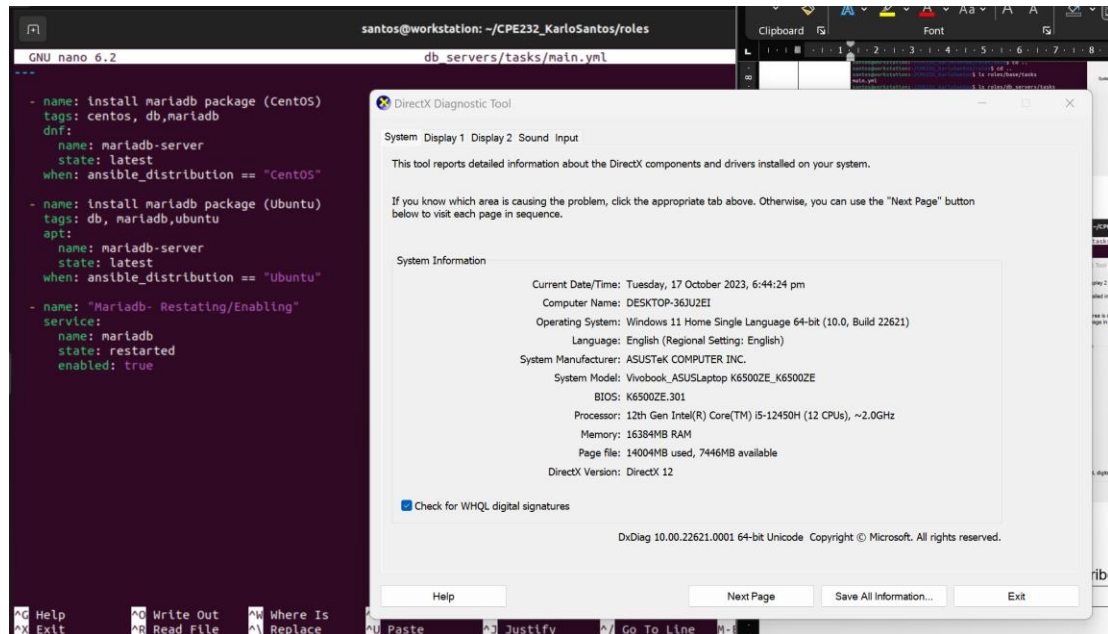 santos@workstation: ~/CPE232_KarloSantos/roles
GNU nano 6.2
db_servers/tasks/main.yml
---
- name: install mariadb package (CentOS)
tags: centos, db,mariadb
dnf:
name: mariadb-server
state: latest
when: ansible_distribution == "CentOS"
- name: install mariadb package (Ubuntu)
tags: db, mariadb,ubuntu
apt:
name: mariadb-server
state: latest
when: ansible_distribution == "Ubuntu"
- name: "Mariadb- Restating/Enabling"
service:
name: mariadb
state: restarted
enabled: true
^G Help ^O Write Out ^W Where Is
^X Exit ^R Read File ^\ Replace ^U Paste ^J Justify ^/ Go To Line
Clipboard
Font
1 2 3 4 5 6 7 8
DirectX Diagnostic Tool
System Display 1 Display 2 Sound Input
This tool reports detailed information about the DirectX components and drivers installed on your system.
If you know which area is causing the problem, click the appropriate tab above. Otherwise, you can use the "Next Page" button
below to visit each page in sequence.
System Information
Current Date/Time: Tuesday, 17 October 2023, 6:44:24 pm
Computer Name: DESKTOP-36JU2EI
Operating System: Windows 11 Home Single Language 64-bit (10.0, Build 22621)
Language: English (Regional Setting: English)
System Manufacturer: ASUSTeK COMPUTER INC.
System Model: Vivobook_ASUSLaptop K6500ZE_K6500ZE
BIOS: K6500ZE.301
Processor: 12th Gen Intel(R) Core(TM) i5-12450H (12 CPUs), ~2.0GHz
Memory: 16384MB RAM
Page file: 14004MB used, 7446MB available
DirectX Version: DirectX 12
Check for WHQL digital signatures
DxDiag 10.00.22621.0001 64-bit Unicode Copyright © Microsoft. All rights reserved.
Help
Next Page
Save All Information...
Exit